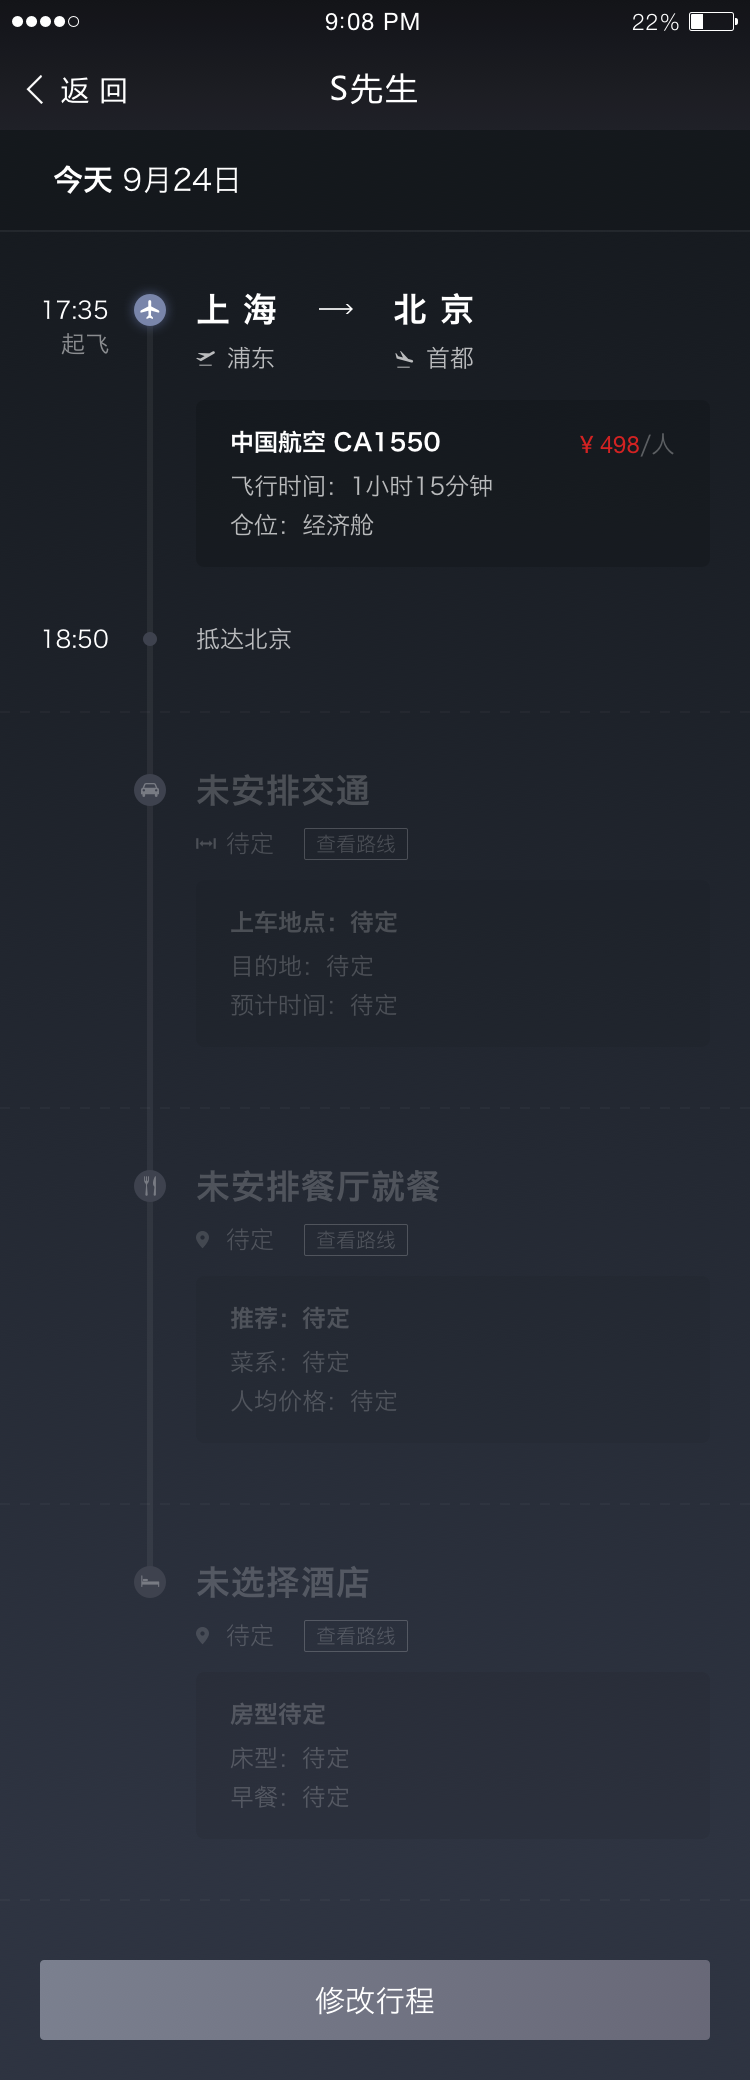 9:08 PM 22%
返 回 S先生
今天 9月24日
17:35 上 海 北 京
起飞 浦东 首都
中国航空 CA1550 ¥ 498/人
飞行时间：1小时15分钟
仓位：经济舱
18:50 抵达北京
未安排交通
待定 查看路线
上车地点：待定
目的地：待定
预计时间：待定
未安排餐厅就餐
待定 查看路线
推荐：待定
菜系：待定
人均价格：待定
未选择酒店
待定 查看路线
房型待定
床型：待定
早餐：待定
修改行程